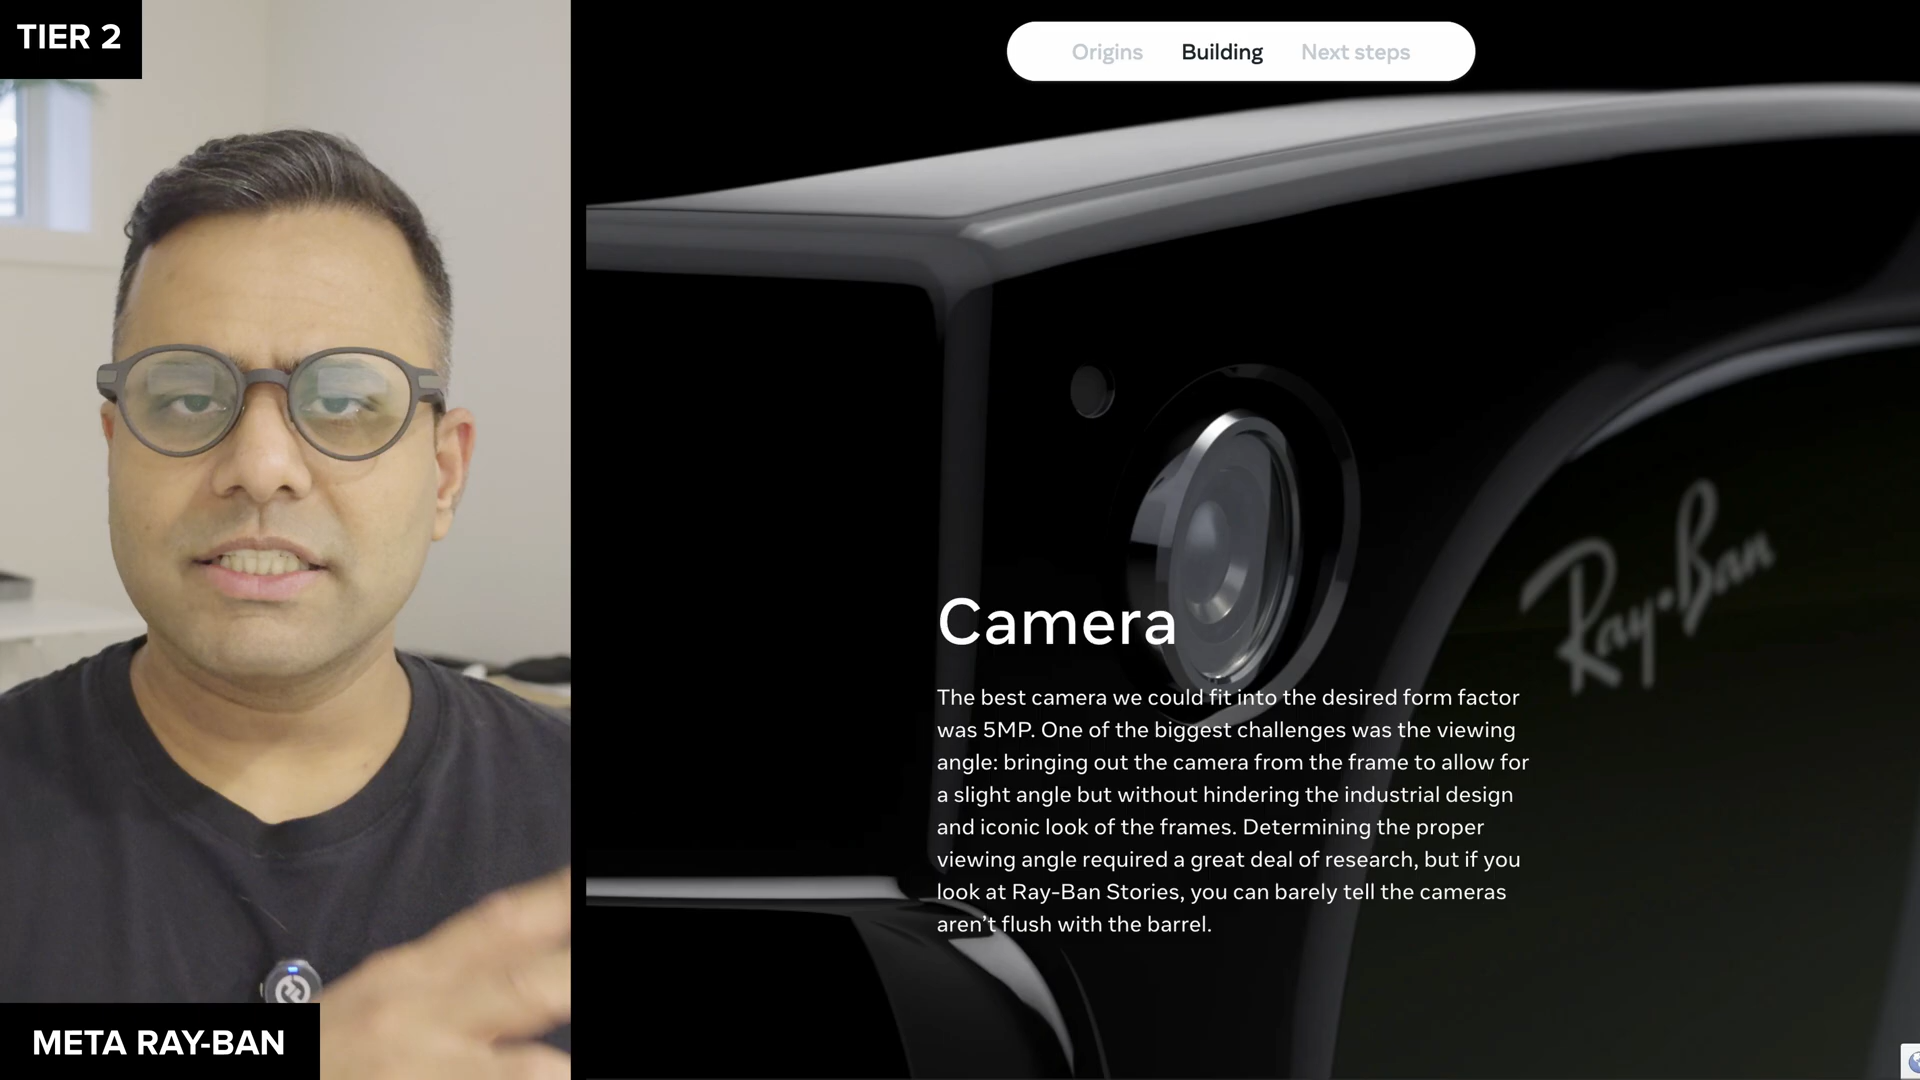 TIER 2
Origins Building Next steps
Ray-Ban
Camera
The best camera we could fit into the desired form factor
was 5MP. One of the biggest challenges was the viewing
angle: bringing out the camera from the frame to allow for
a slight angle but without hindering the industrial design
and iconic look of the frames. Determining the proper
viewing angle required a great deal of research, but if you
look at Ray-Ban Stories, you can barely tell the cameras
aren’t flush with the barrel.
META RAY-BAN